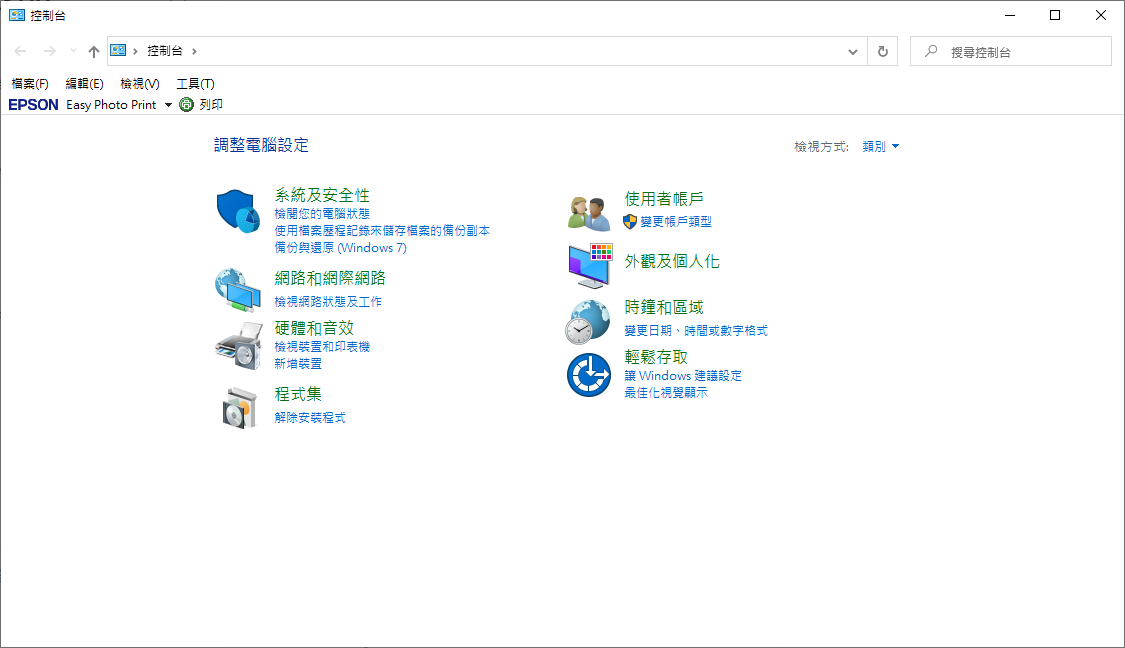 控制台
控制台
搜尋控制台
檔案(F) 編輯(E) 檢視(V) 工具(T)
EPSON Easy Photo Print 列印
調整電腦設定
檢視方式: 類別
系統及安全性
檢閱您的電腦狀態
使用檔案歷程記錄來儲存檔案的備份副本
備份與還原 (Windows 7)
網路和網際網路
檢視網路狀態及工作
硬體和音效
檢視裝置和印表機
新增裝置
程式集
解除安裝程式
使用者帳戶
變更帳戶類型
外觀及個人化
時鐘和區域
變更日期、時間或數字格式
輕鬆存取
讓 Windows 建議設定
最佳化視覺顯示